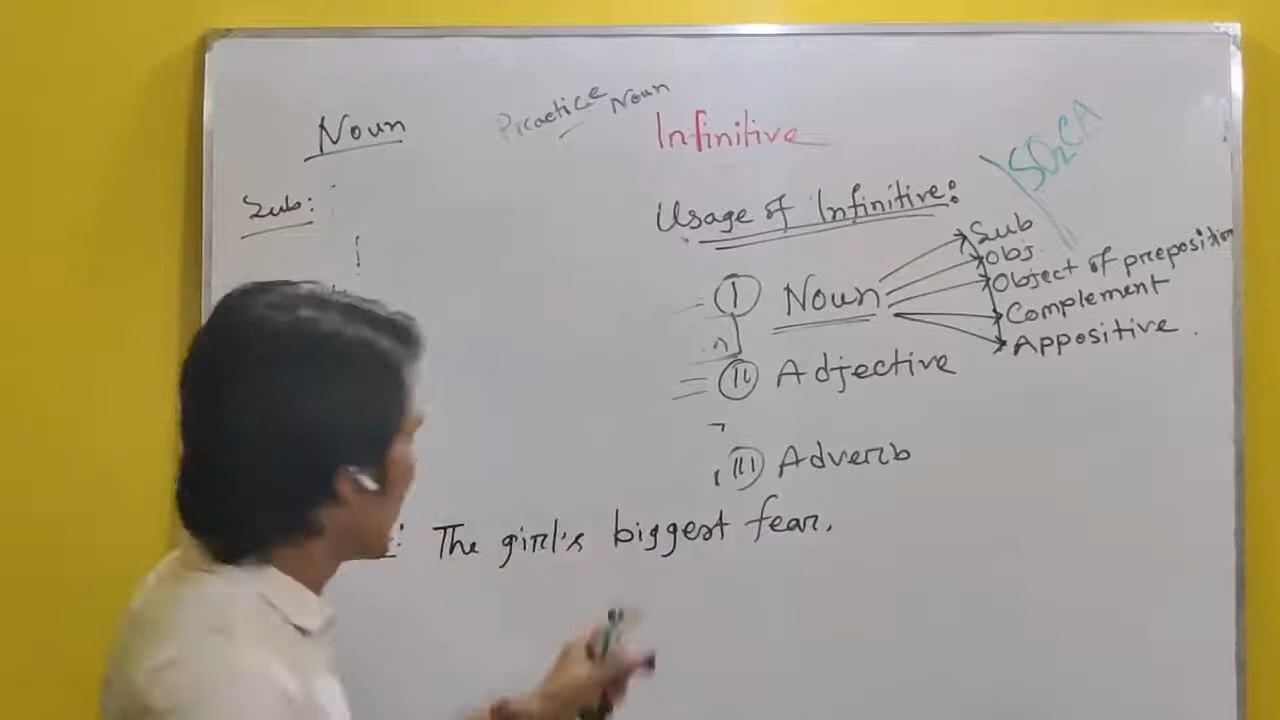 Noun
Practice Noun
Infinitive
SO2CA
Sub:
Usage of Infinitive:
Sub
Obj.
Object of preposition
Complement
Appositive.
I Noun
II Adjective
III Adverb
: The girl's biggest fear.